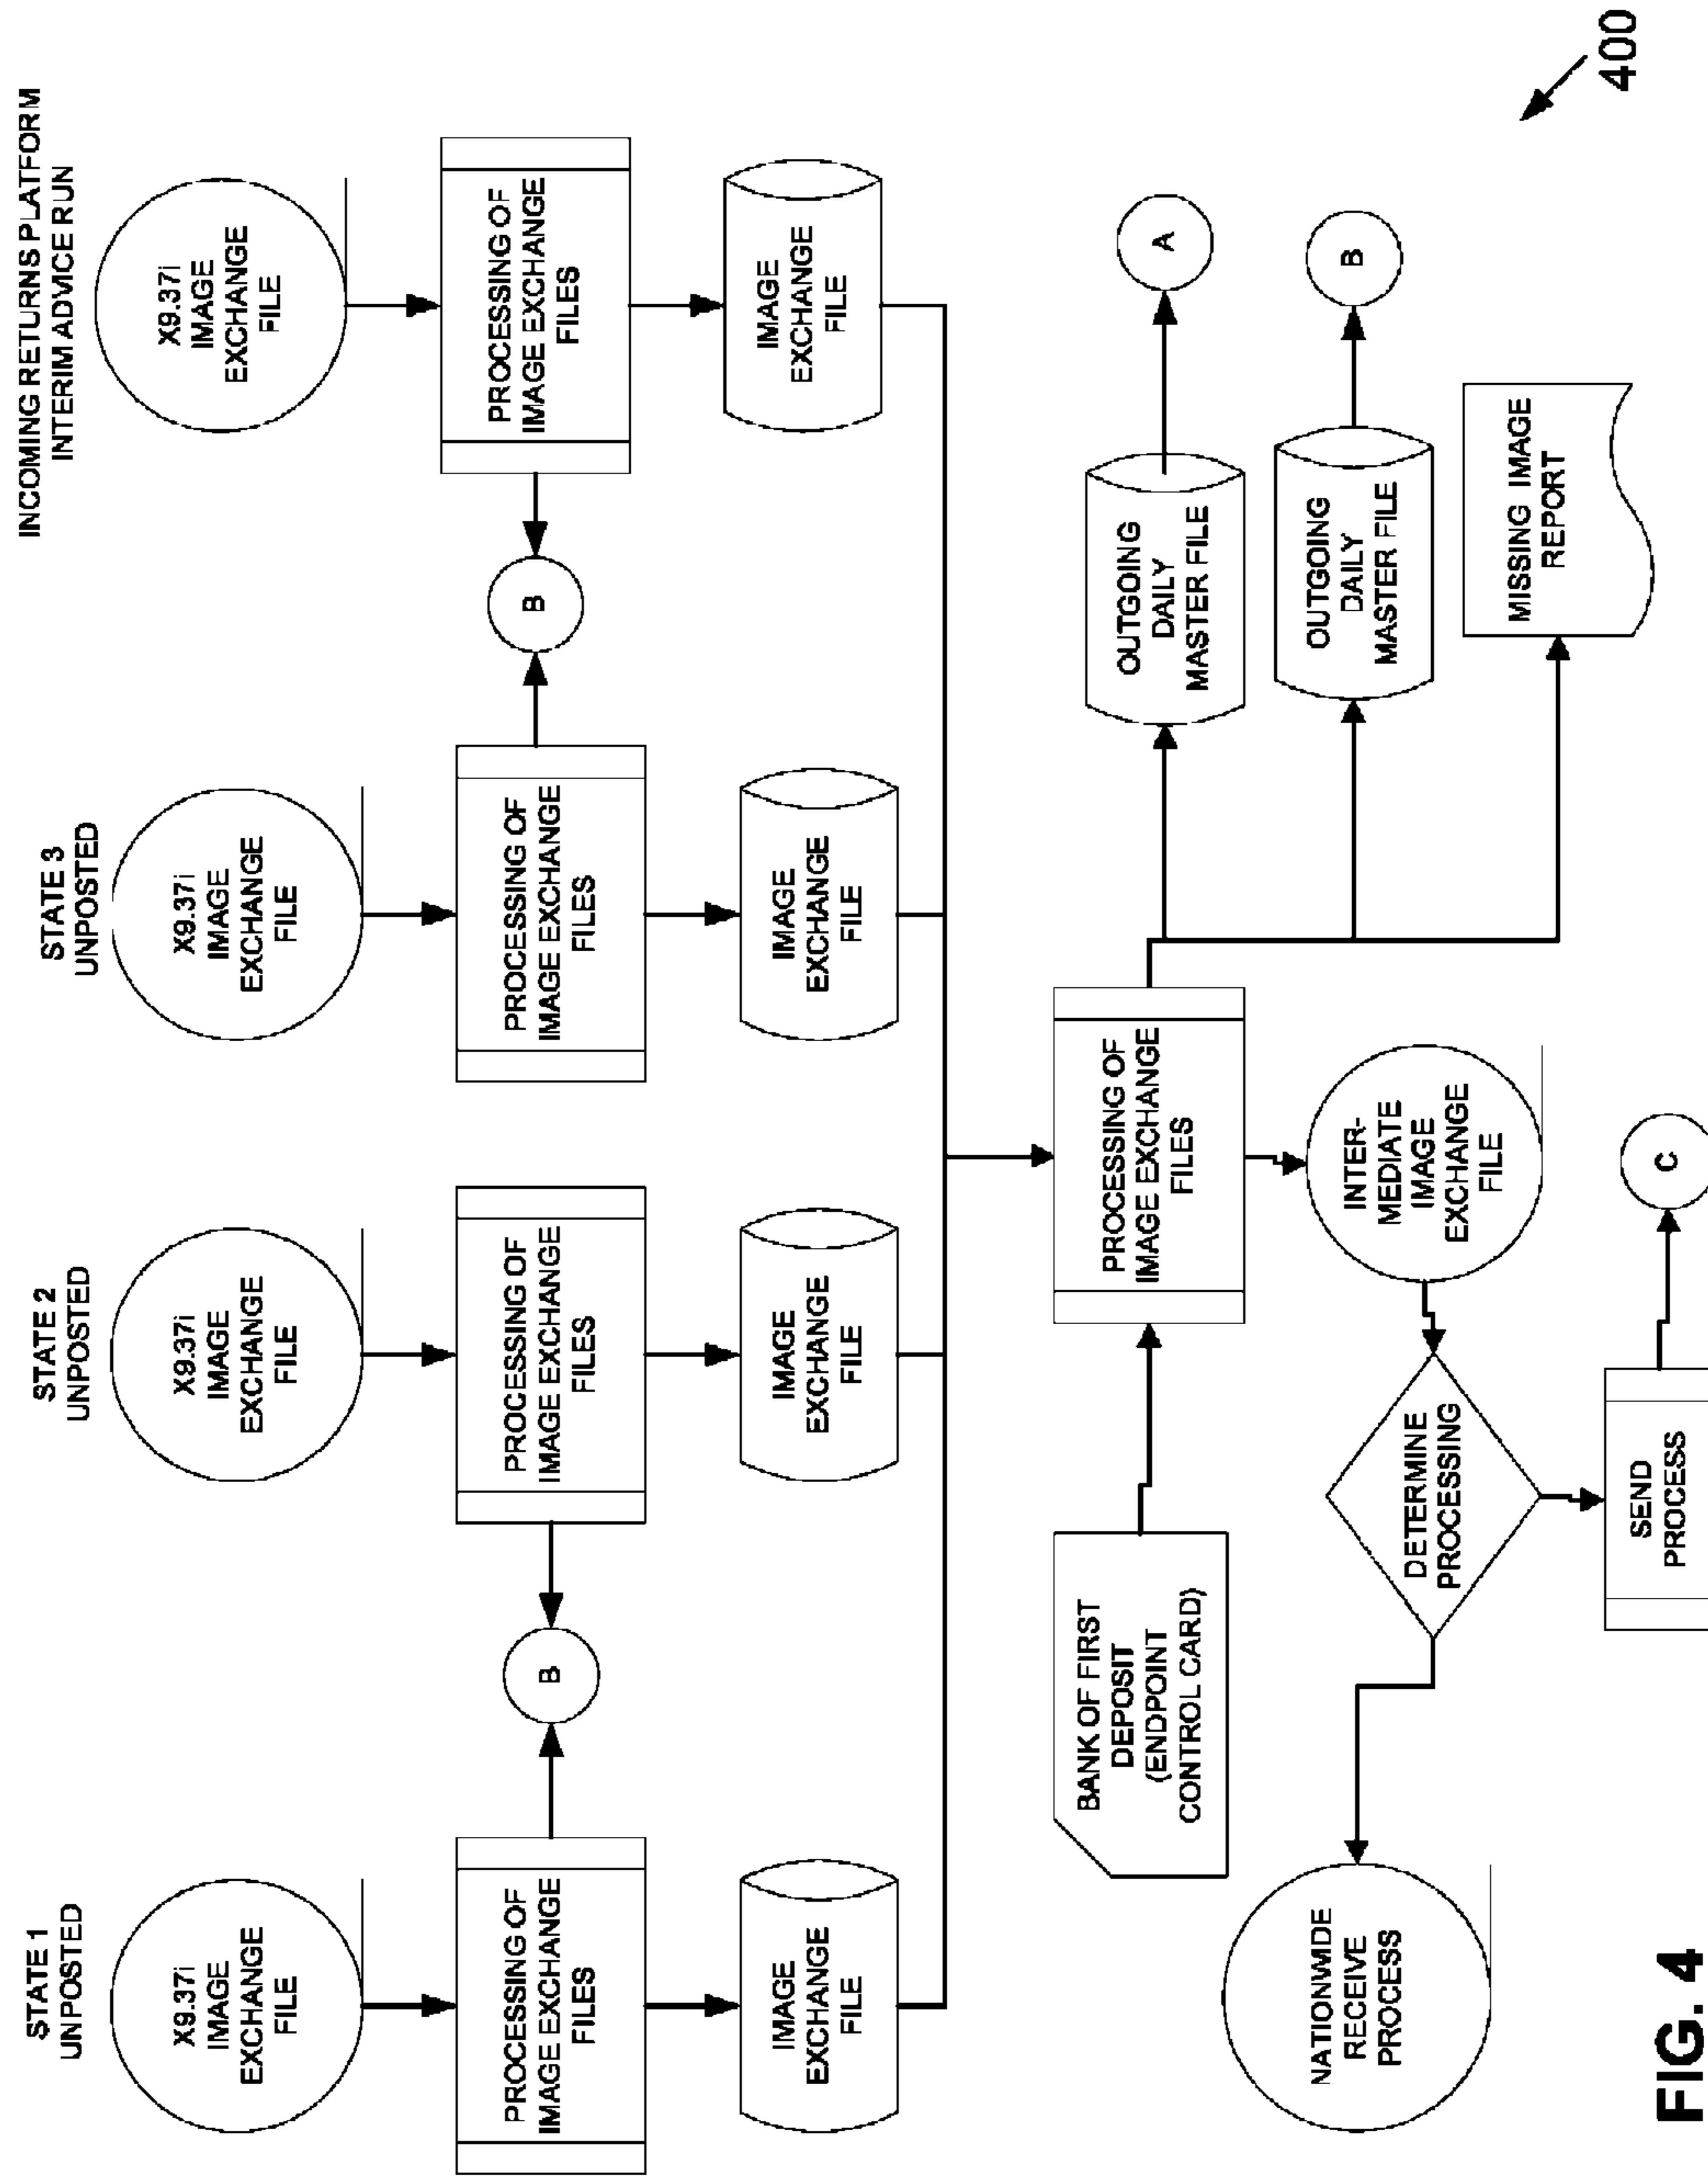 STATE 1
UNPOSTED
STATE 2
UNPOSTED
STATE 3
UNPOSTED
INCOMING RETURNS PLATFORM
INTERIM ADVICE RUN
X9.37i
IMAGE
EXCHANGE
FILE
X9.37i
IMAGE
EXCHANGE
FILE
X9.37i
IMAGE
EXCHANGE
FILE
X9.37i
IMAGE
EXCHANGE
FILE
PROCESSING OF
IMAGE EXCHANGE
FILES
B
PROCESSING OF
IMAGE EXCHANGE
FILES
PROCESSING OF
IMAGE EXCHANGE
FILES
B
PROCESSING OF
IMAGE EXCHANGE
FILES
IMAGE
EXCHANGE
FILE
IMAGE
EXCHANGE
FILE
IMAGE
EXCHANGE
FILE
IMAGE
EXCHANGE
FILE
BANK OF FIRST
DEPOSIT
(ENDPOINT
CONTROL CARD)
PROCESSING OF
IMAGE EXCHANGE
FILES
OUTGOING
DAILY
MASTER FILE
A
OUTGOING
DAILY
MASTER FILE
B
MISSING IMAGE
REPORT
INTER-
MEDIATE
IMAGE
EXCHANGE
FILE
NATIONWIDE
RECEIVE
PROCESS
DETERMINE
PROCESSING
SEND
PROCESS
C
400
FIG. 4